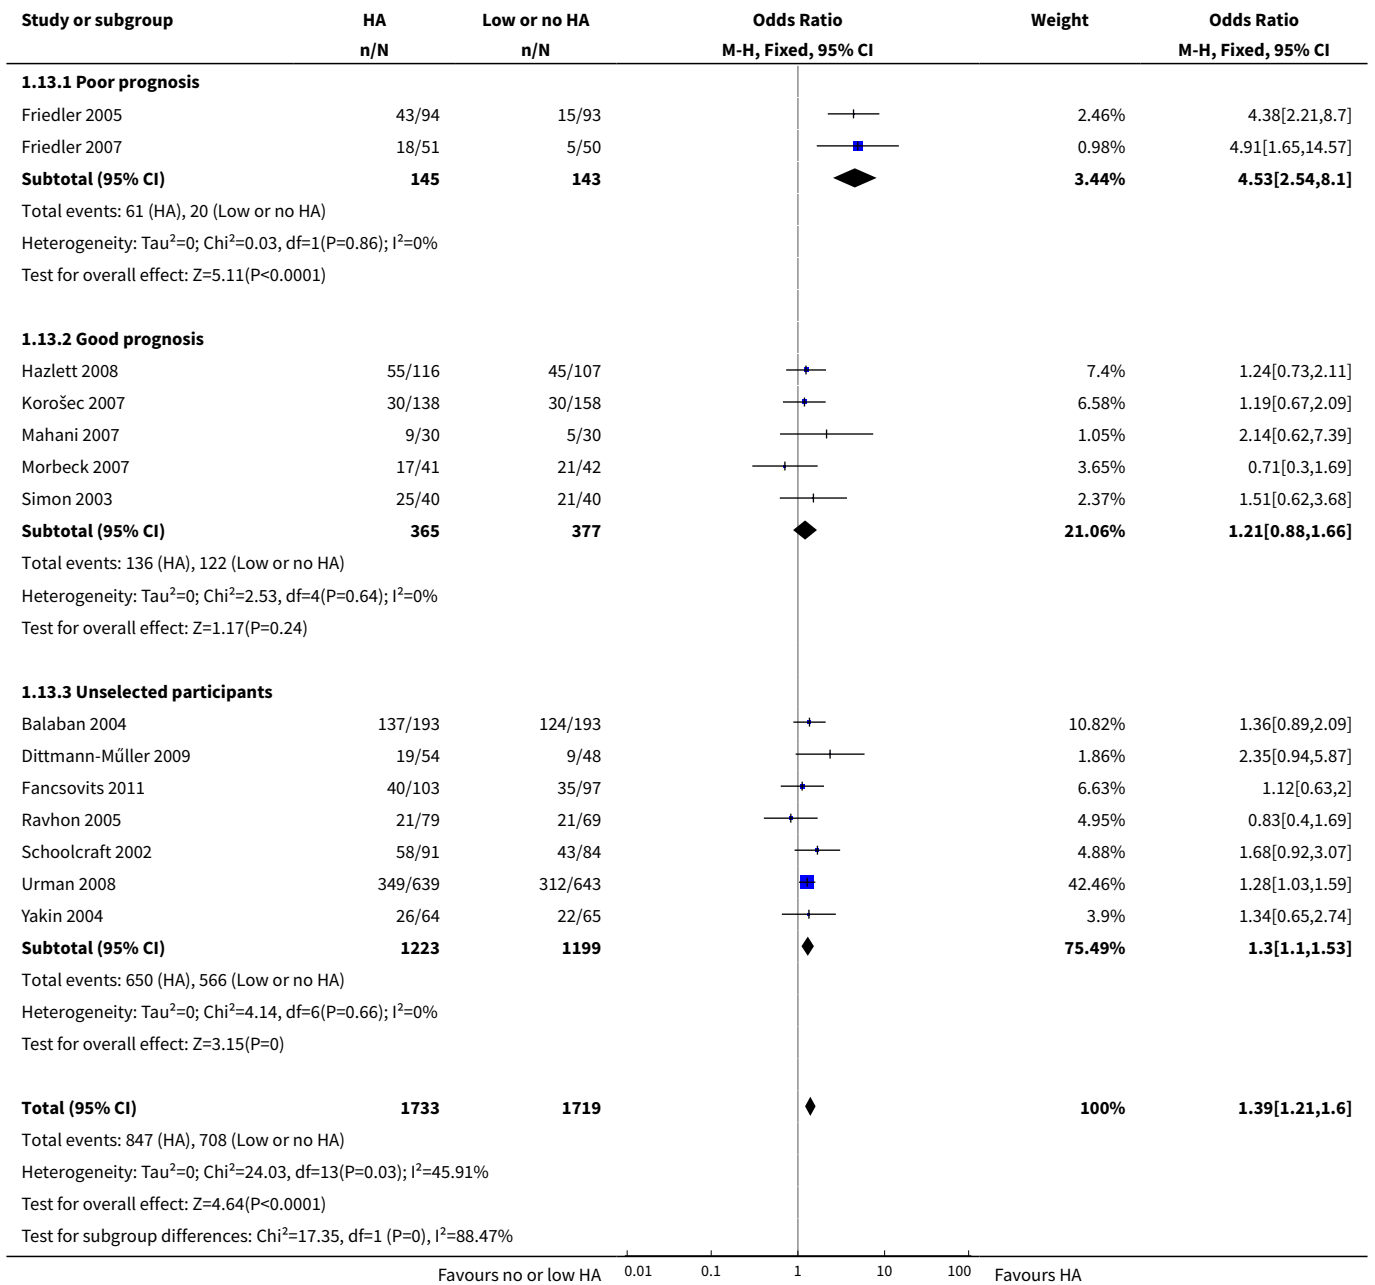 Study or subgroup HA Low or no HA Odds Ratio Weight Odds Ratio
n/N n/N M-H, Fixed, 95% CI M-H, Fixed, 95% CI
1.13.1 Poor prognosis
Friedler 2005 43/94 15/93 2.46% 4.38[2.21,8.7]
Friedler 2007 18/51 5/50 0.98% 4.91[1.65,14.57]
Subtotal (95% CI) 145 143 3.44% 4.53[2.54,8.1]
Total events: 61 (HA), 20 (Low or no HA)
Heterogeneity: Tau²=0; Chi²=0.03, df=1(P=0.86); I²=0%
Test for overall effect: Z=5.11(P<0.0001)
1.13.2 Good prognosis
Hazlett 2008 55/116 45/107 7.4% 1.24[0.73,2.11]
Korošec 2007 30/138 30/158 6.58% 1.19[0.67,2.09]
Mahani 2007 9/30 5/30 1.05% 2.14[0.62,7.39]
Morbeck 2007 17/41 21/42 3.65% 0.71[0.3,1.69]
Simon 2003 25/40 21/40 2.37% 1.51[0.62,3.68]
Subtotal (95% CI) 365 377 21.06% 1.21[0.88,1.66]
Total events: 136 (HA), 122 (Low or no HA)
Heterogeneity: Tau²=0; Chi²=2.53, df=4(P=0.64); I²=0%
Test for overall effect: Z=1.17(P=0.24)
1.13.3 Unselected participants
Balaban 2004 137/193 124/193 10.82% 1.36[0.89,2.09]
Dittmann-Műller 2009 19/54 9/48 1.86% 2.35[0.94,5.87]
Fancsovits 2011 40/103 35/97 6.63% 1.12[0.63,2]
Ravhon 2005 21/79 21/69 4.95% 0.83[0.4,1.69]
Schoolcraft 2002 58/91 43/84 4.88% 1.68[0.92,3.07]
Urman 2008 349/639 312/643 42.46% 1.28[1.03,1.59]
Yakin 2004 26/64 22/65 3.9% 1.34[0.65,2.74]
Subtotal (95% CI) 1223 1199 75.49% 1.3[1.1,1.53]
Total events: 650 (HA), 566 (Low or no HA)
Heterogeneity: Tau²=0; Chi²=4.14, df=6(P=0.66); I²=0%
Test for overall effect: Z=3.15(P=0)
Total (95% CI) 1733 1719 100% 1.39[1.21,1.6]
Total events: 847 (HA), 708 (Low or no HA)
Heterogeneity: Tau²=0; Chi²=24.03, df=13(P=0.03); I²=45.91%
Test for overall effect: Z=4.64(P<0.0001)
Test for subgroup differences: Chi²=17.35, df=1 (P=0), I²=88.47%
Favours no or low HA 0.01 0.1 1 10 100 Favours HA